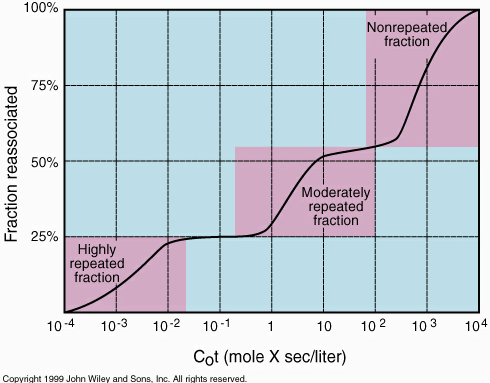 100%
75%
50%
25%
Fraction reassociated
Nonrepeated
fraction
Moderately
repeated
fraction
Highly
repeated
fraction
10⁻⁴ 10⁻³ 10⁻² 10⁻¹ 1 10 10² 10³ 10⁴
C₀t (mole X sec/liter)
Copyright 1999 John Wiley and Sons, Inc. All rights reserved.